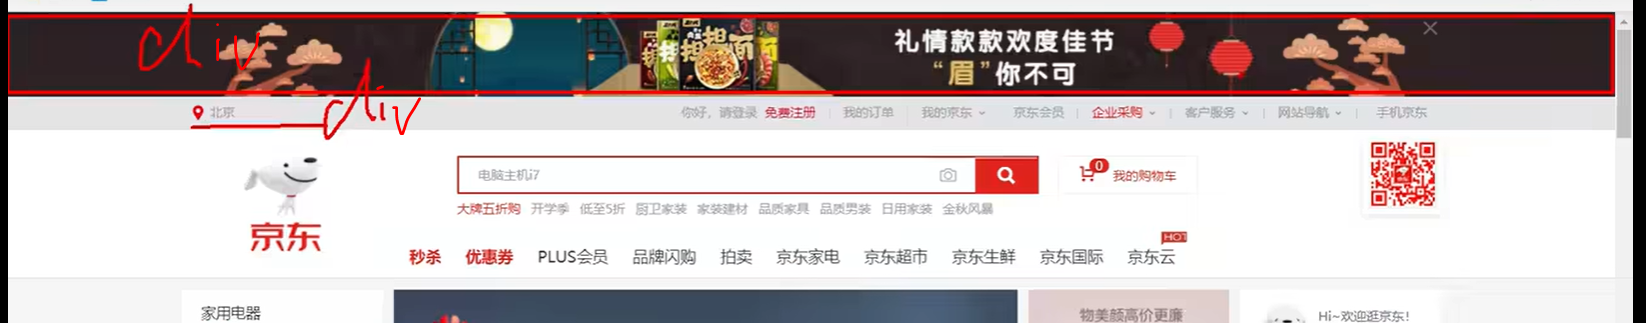 礼情款款欢度佳节
“眉”你不可
div
div
北京
你好，请登录 免费注册 我的订单 我的京东 京东会员 企业采购 客户服务 网站导航 手机京东
电脑主机i7
0 我的购物车
大牌五折购 开学季 低至5折 厨卫家装 家装建材 品质家具 品质男装 日用家装 金秋风暴
京东
HOT
秒杀 优惠券 PLUS会员 品牌闪购 拍卖 京东家电 京东超市 京东生鲜 京东国际 京东云
家用电器
物美颜高价更廉
Hi~欢迎逛京东!